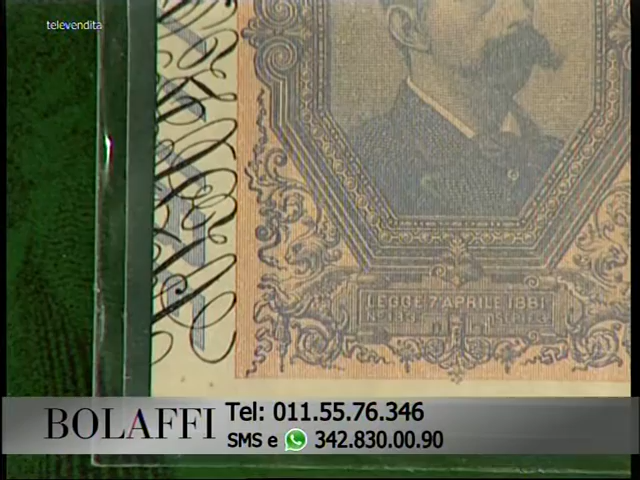 televendita
LEGGE 7 APRILE 1881
BOLAFFI
Tel: 011.55.76.346
SMS e 342.830.00.90